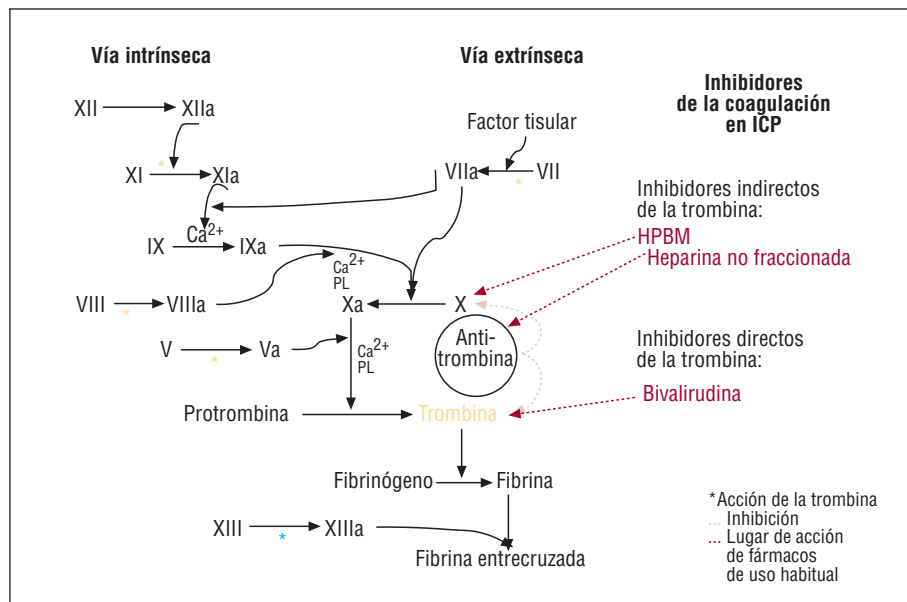 Vía intrínseca
Vía extrínseca
Inhibidores
de la coagulación
en ICP
XII
XIIa
Factor tisular
XI
*
XIa
VIIa
*
VII
Inhibidores indirectos
de la trombina:
HPBM
Heparina no fraccionada
IX
Ca2+
IXa
Ca2+
PL
VIII
*
VIIIa
Xa
X
Anti-
trombina
V
*
Va
Ca2+
PL
Inhibidores directos
de la trombina:
Bivalirudina
Protrombina
Trombina
Fibrinógeno
Fibrina
XIII
*
XIIIa
Fibrina entrecruzada
*Acción de la trombina
Inhibición
Lugar de acción
de fármacos
de uso habitual